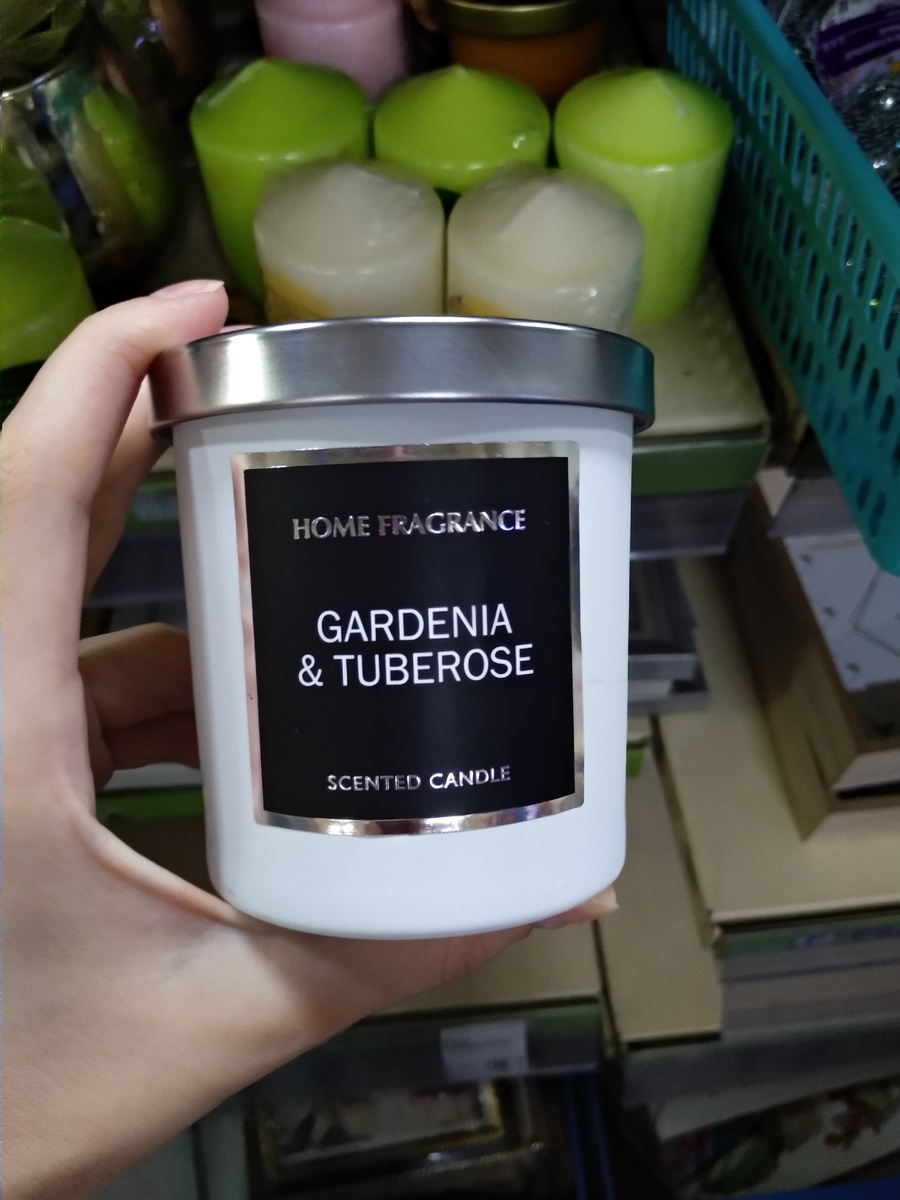 HOME FRAGRANCE
GARDENIA
& TUBEROSE
SCENTED CANDLE